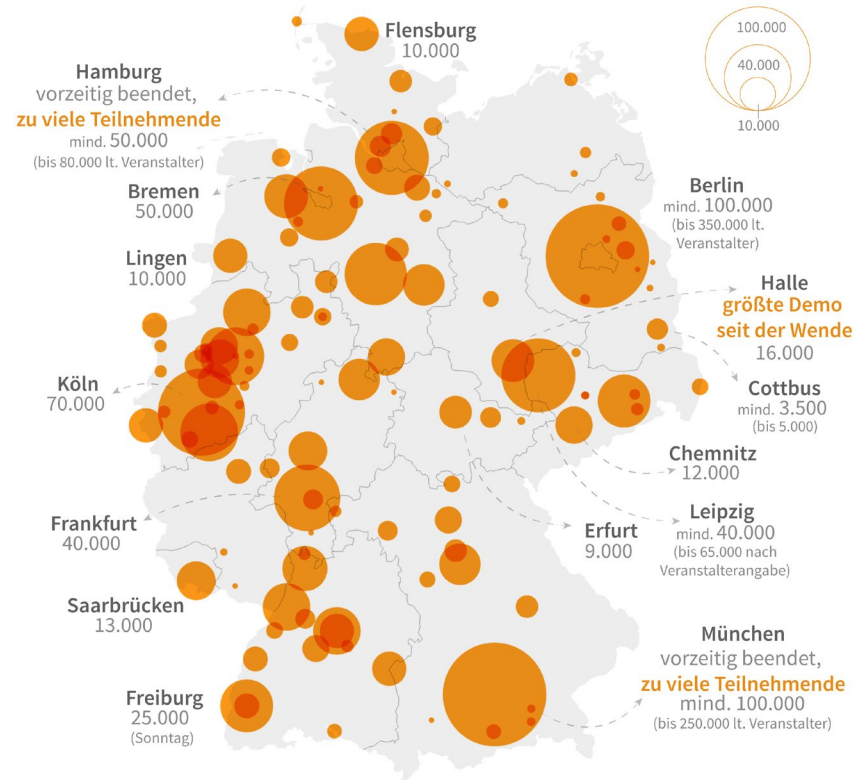 Flensburg
10.000
100.000
40.000
10.000
Hamburg
vorzeitig beendet,
zu viele Teilnehmende
mind. 50.000
(bis 80.000 lt. Veranstalter)
Bremen
50.000
Berlin
mind. 100.000
(bis 350.000 lt.
Veranstalter)
Lingen
10.000
Halle
größte Demo
seit der Wende
16.000
Köln
70.000
Cottbus
mind. 3.500
(bis 5.000)
Chemnitz
12.000
Frankfurt
40.000
Erfurt
9.000
Leipzig
mind. 40.000
(bis 65.000 nach
Veranstalterangabe)
Saarbrücken
13.000
München
vorzeitig beendet,
zu viele Teilnehmende
mind. 100.000
(bis 250.000 lt. Veranstalter)
Freiburg
25.000
(Sonntag)